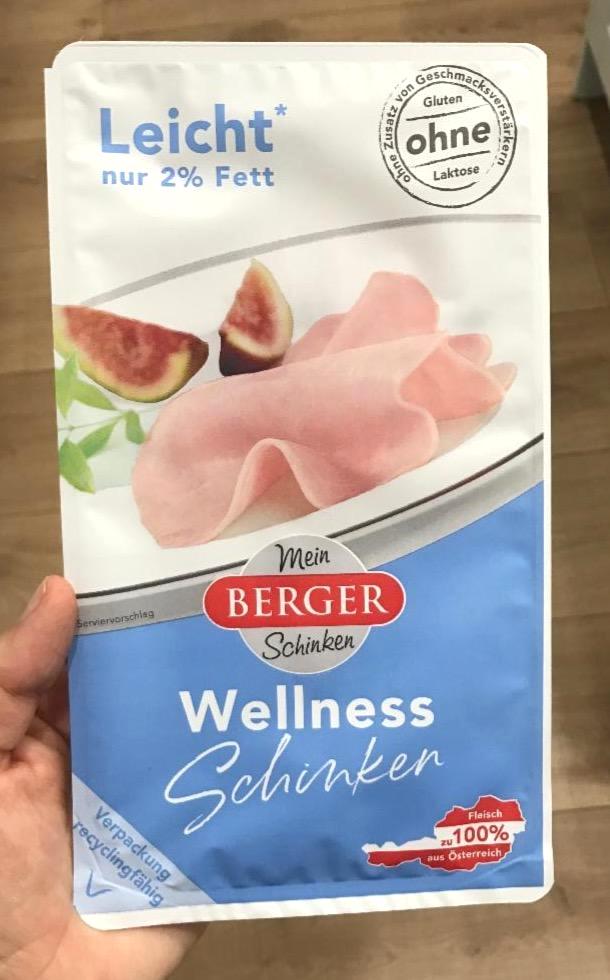 Leicht*
nur 2% Fett
ohne Zusatz von Geschmacksverstärkern
Gluten
ohne
Laktose
Serviervorschlag
Mein
BERGER
Schinken
Wellness
Schinken
Verpackung
recyclingfähig
Fleisch
zu 100%
aus Österreich